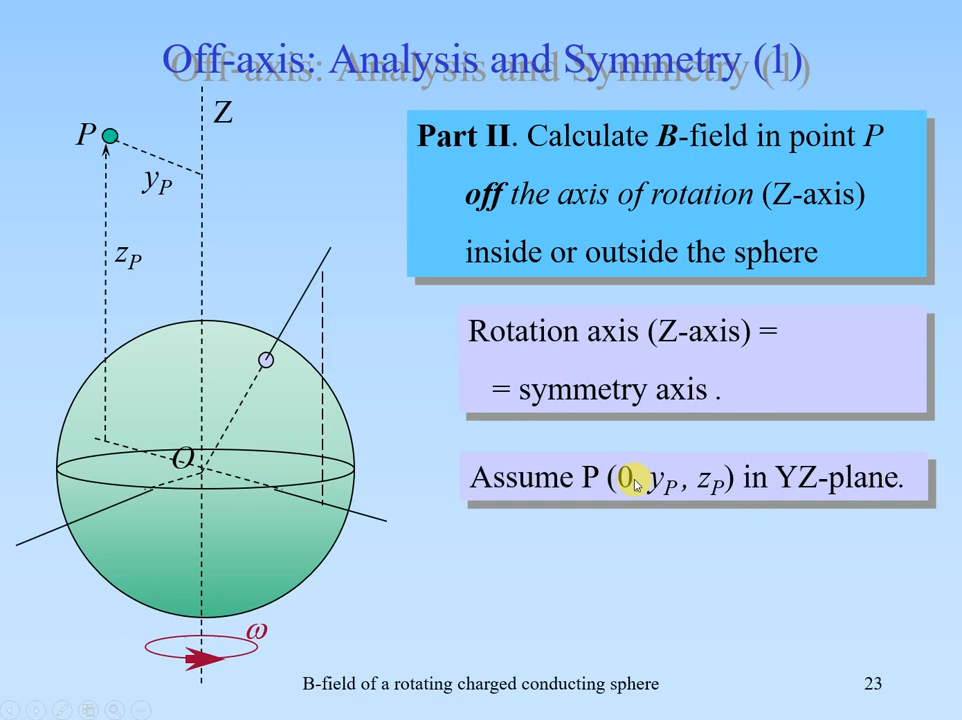 Off-axis: Analysis and Symmetry (1)
Z
P
y_P
z_P
Part II. Calculate B-field in point P
off the axis of rotation (Z-axis)
inside or outside the sphere
Rotation axis (Z-axis) =
= symmetry axis .
O
Assume P (0, y_P , z_P) in YZ-plane.
ω
B-field of a rotating charged conducting sphere
23